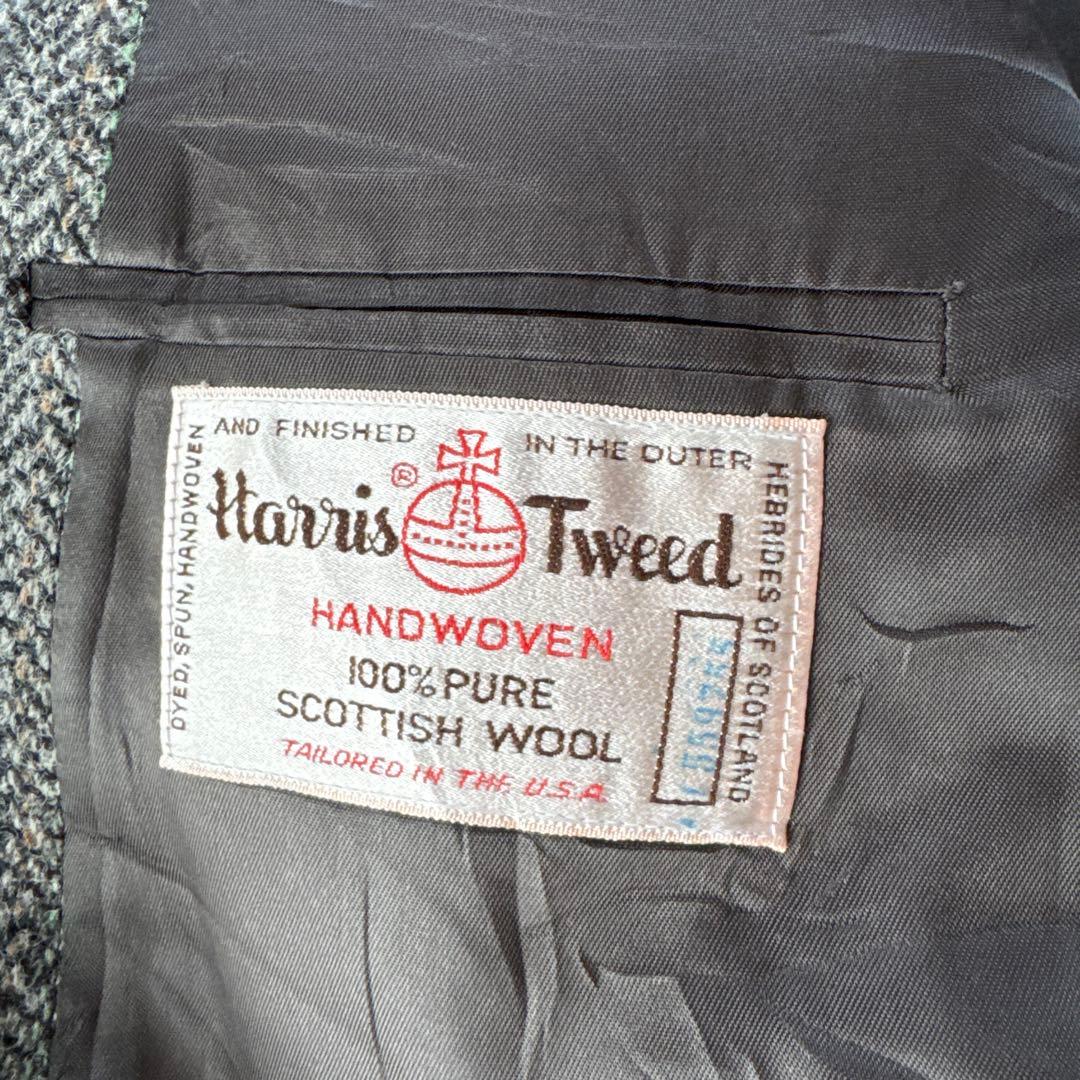 DYED, SPUN, HANDWOVEN
AND FINISHED
IN THE OUTER
HEBRIDES OF SCOTLAND
Harris ® Tweed
HANDWOVEN
100% PURE
SCOTTISH WOOL
TAILORED IN THE U.S.A.